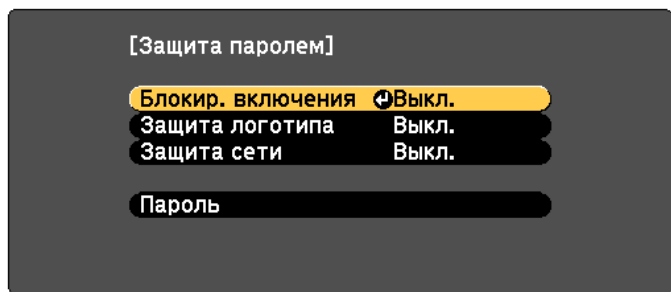 [Защита паролем]
Блокир. включения Выкл.
Защита логотипа Выкл.
Защита сети Выкл.
Пароль